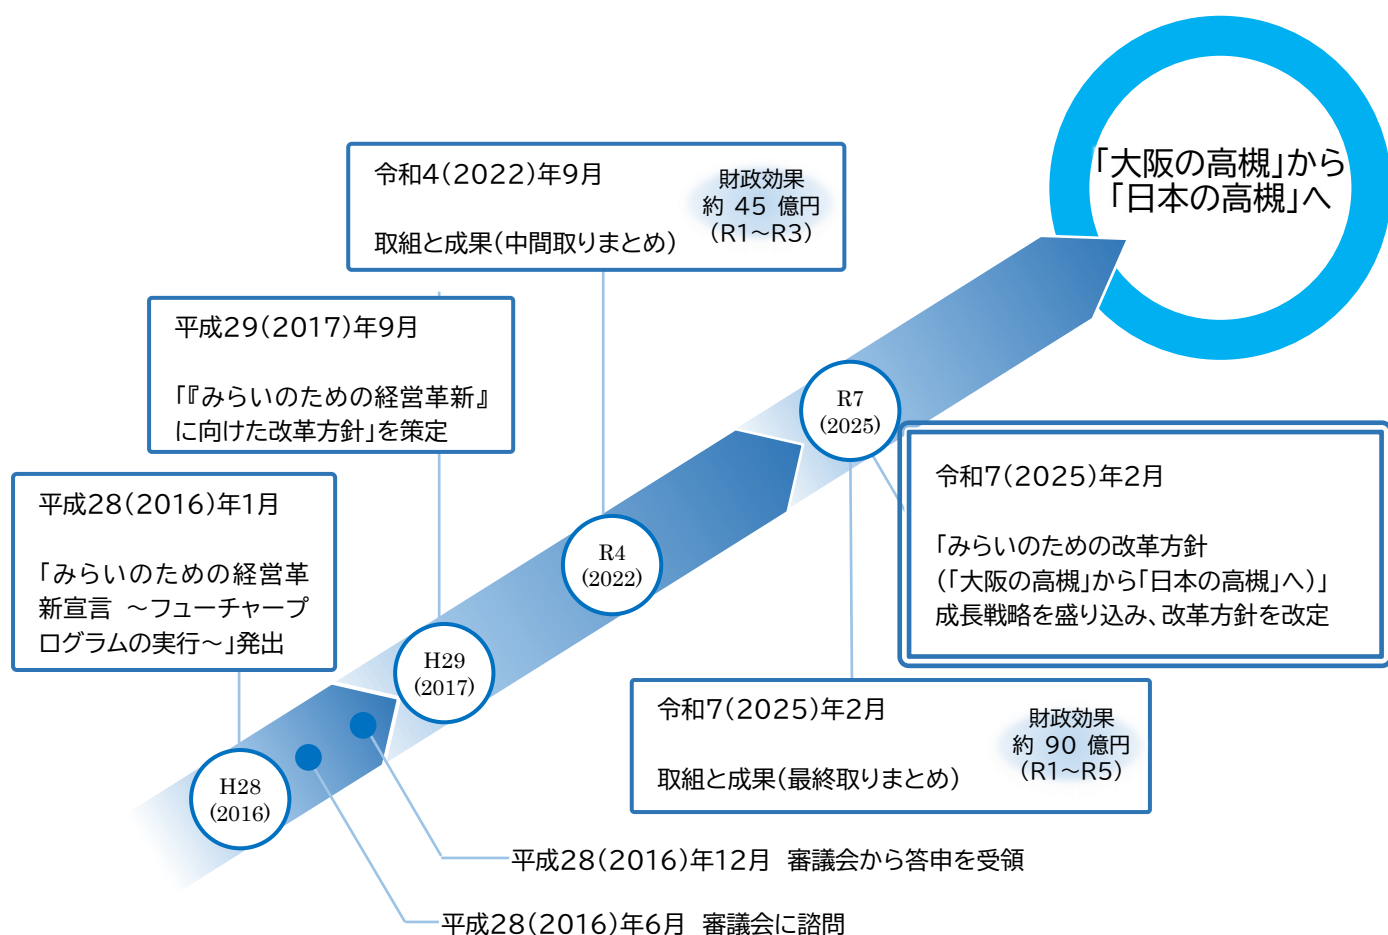 「大阪の高槻」から
「日本の高槻」へ
令和4(2022)年9月
取組と成果(中間取りまとめ)
財政効果
約 45 億円
(R1～R3)
平成29(2017)年9月
「『みらいのための経営革新』
に向けた改革方針」を策定
平成28(2016)年1月
「みらいのための経営革
新宣言 ～フューチャープ
ログラムの実行～」発出
R7
(2025)
令和7(2025)年2月
「みらいのための改革方針
(「大阪の高槻」から「日本の高槻」へ)」
成長戦略を盛り込み、改革方針を改定
R4
(2022)
H29
(2017)
H28
(2016)
令和7(2025)年2月
取組と成果(最終取りまとめ)
財政効果
約 90 億円
(R1～R5)
平成28(2016)年12月 審議会から答申を受領
平成28(2016)年6月 審議会に諮問